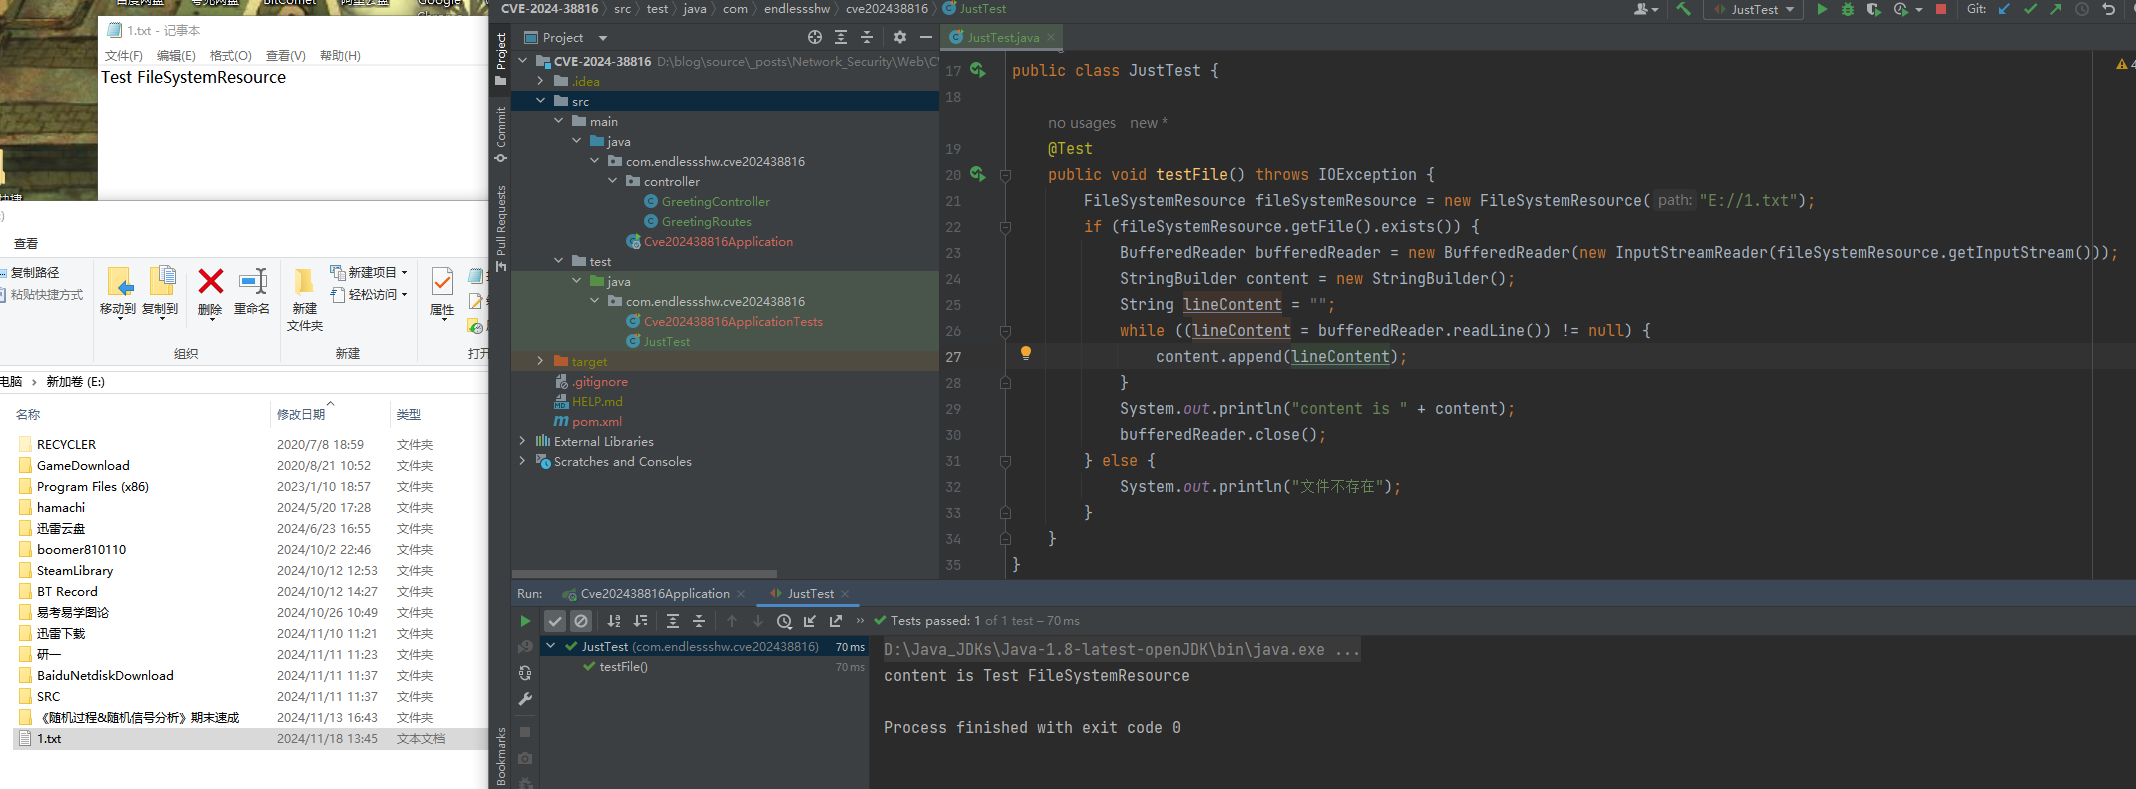 百度网盘 夸克网盘 BitComet 阿里云盘 Google
1.txt - 记事本
文件(F) 编辑(E) 格式(O) 查看(V) 帮助(H)
Test FileSystemResource
查看
复制路径
粘贴快捷方式
移动到 复制到 删除 重命名 新建
文件夹
新建项目
轻松访问
属性
组织 新建 打开
电脑 › 新加卷 (E:)
名称 修改日期 类型
RECYCLER 2020/7/8 18:59 文件夹
GameDownload 2020/8/21 10:52 文件夹
Program Files (x86) 2023/1/10 18:57 文件夹
hamachi 2024/5/20 17:28 文件夹
迅雷云盘 2024/6/23 16:55 文件夹
boomer810110 2024/10/2 22:46 文件夹
SteamLibrary 2024/10/12 12:53 文件夹
BT Record 2024/10/12 14:27 文件夹
易考易学图论 2024/10/26 10:49 文件夹
迅雷下载 2024/11/10 11:21 文件夹
研一 2024/11/11 11:23 文件夹
BaiduNetdiskDownload 2024/11/11 11:37 文件夹
SRC 2024/11/11 11:37 文件夹
《随机过程&随机信号分析》期末速成 2024/11/13 16:43 文件夹
1.txt 2024/11/18 13:45 文本文档
CVE-2024-38816 › src › test › java › com › endlessshw › cve202438816 › JustTest
JustTest Git:
Project
Commit
Pull Requests
Bookmarks
Project
CVE-2024-38816 D:\blog\source\_posts\Network_Security\Web\C
.idea
src
main
java
com.endlessshw.cve202438816
controller
GreetingController
GreetingRoutes
Cve202438816Application
test
java
com.endlessshw.cve202438816
Cve202438816ApplicationTests
JustTest
target
.gitignore
HELP.md
pom.xml
External Libraries
Scratches and Consoles
JustTest.java
4
17 public class JustTest {
18
no usages new *
19 @Test
20 public void testFile() throws IOException {
21 FileSystemResource fileSystemResource = new FileSystemResource( path: "E://1.txt");
22 if (fileSystemResource.getFile().exists()) {
23 BufferedReader bufferedReader = new BufferedReader(new InputStreamReader(fileSystemResource.getInputStream()));
24 StringBuilder content = new StringBuilder();
25 String lineContent = "";
26 while ((lineContent = bufferedReader.readLine()) != null) {
27 content.append(lineContent);
28 }
29 System.out.println("content is " + content);
30 bufferedReader.close();
31 } else {
32 System.out.println("文件不存在");
33 }
34 }
35 }
Run: Cve202438816Application JustTest
Tests passed: 1 of 1 test – 70 ms
JustTest (com.endlessshw.cve202438816) 70 ms
testFile() 70 ms
D:\Java_JDKs\Java-1.8-latest-openJDK\bin\java.exe ...
content is Test FileSystemResource
Process finished with exit code 0